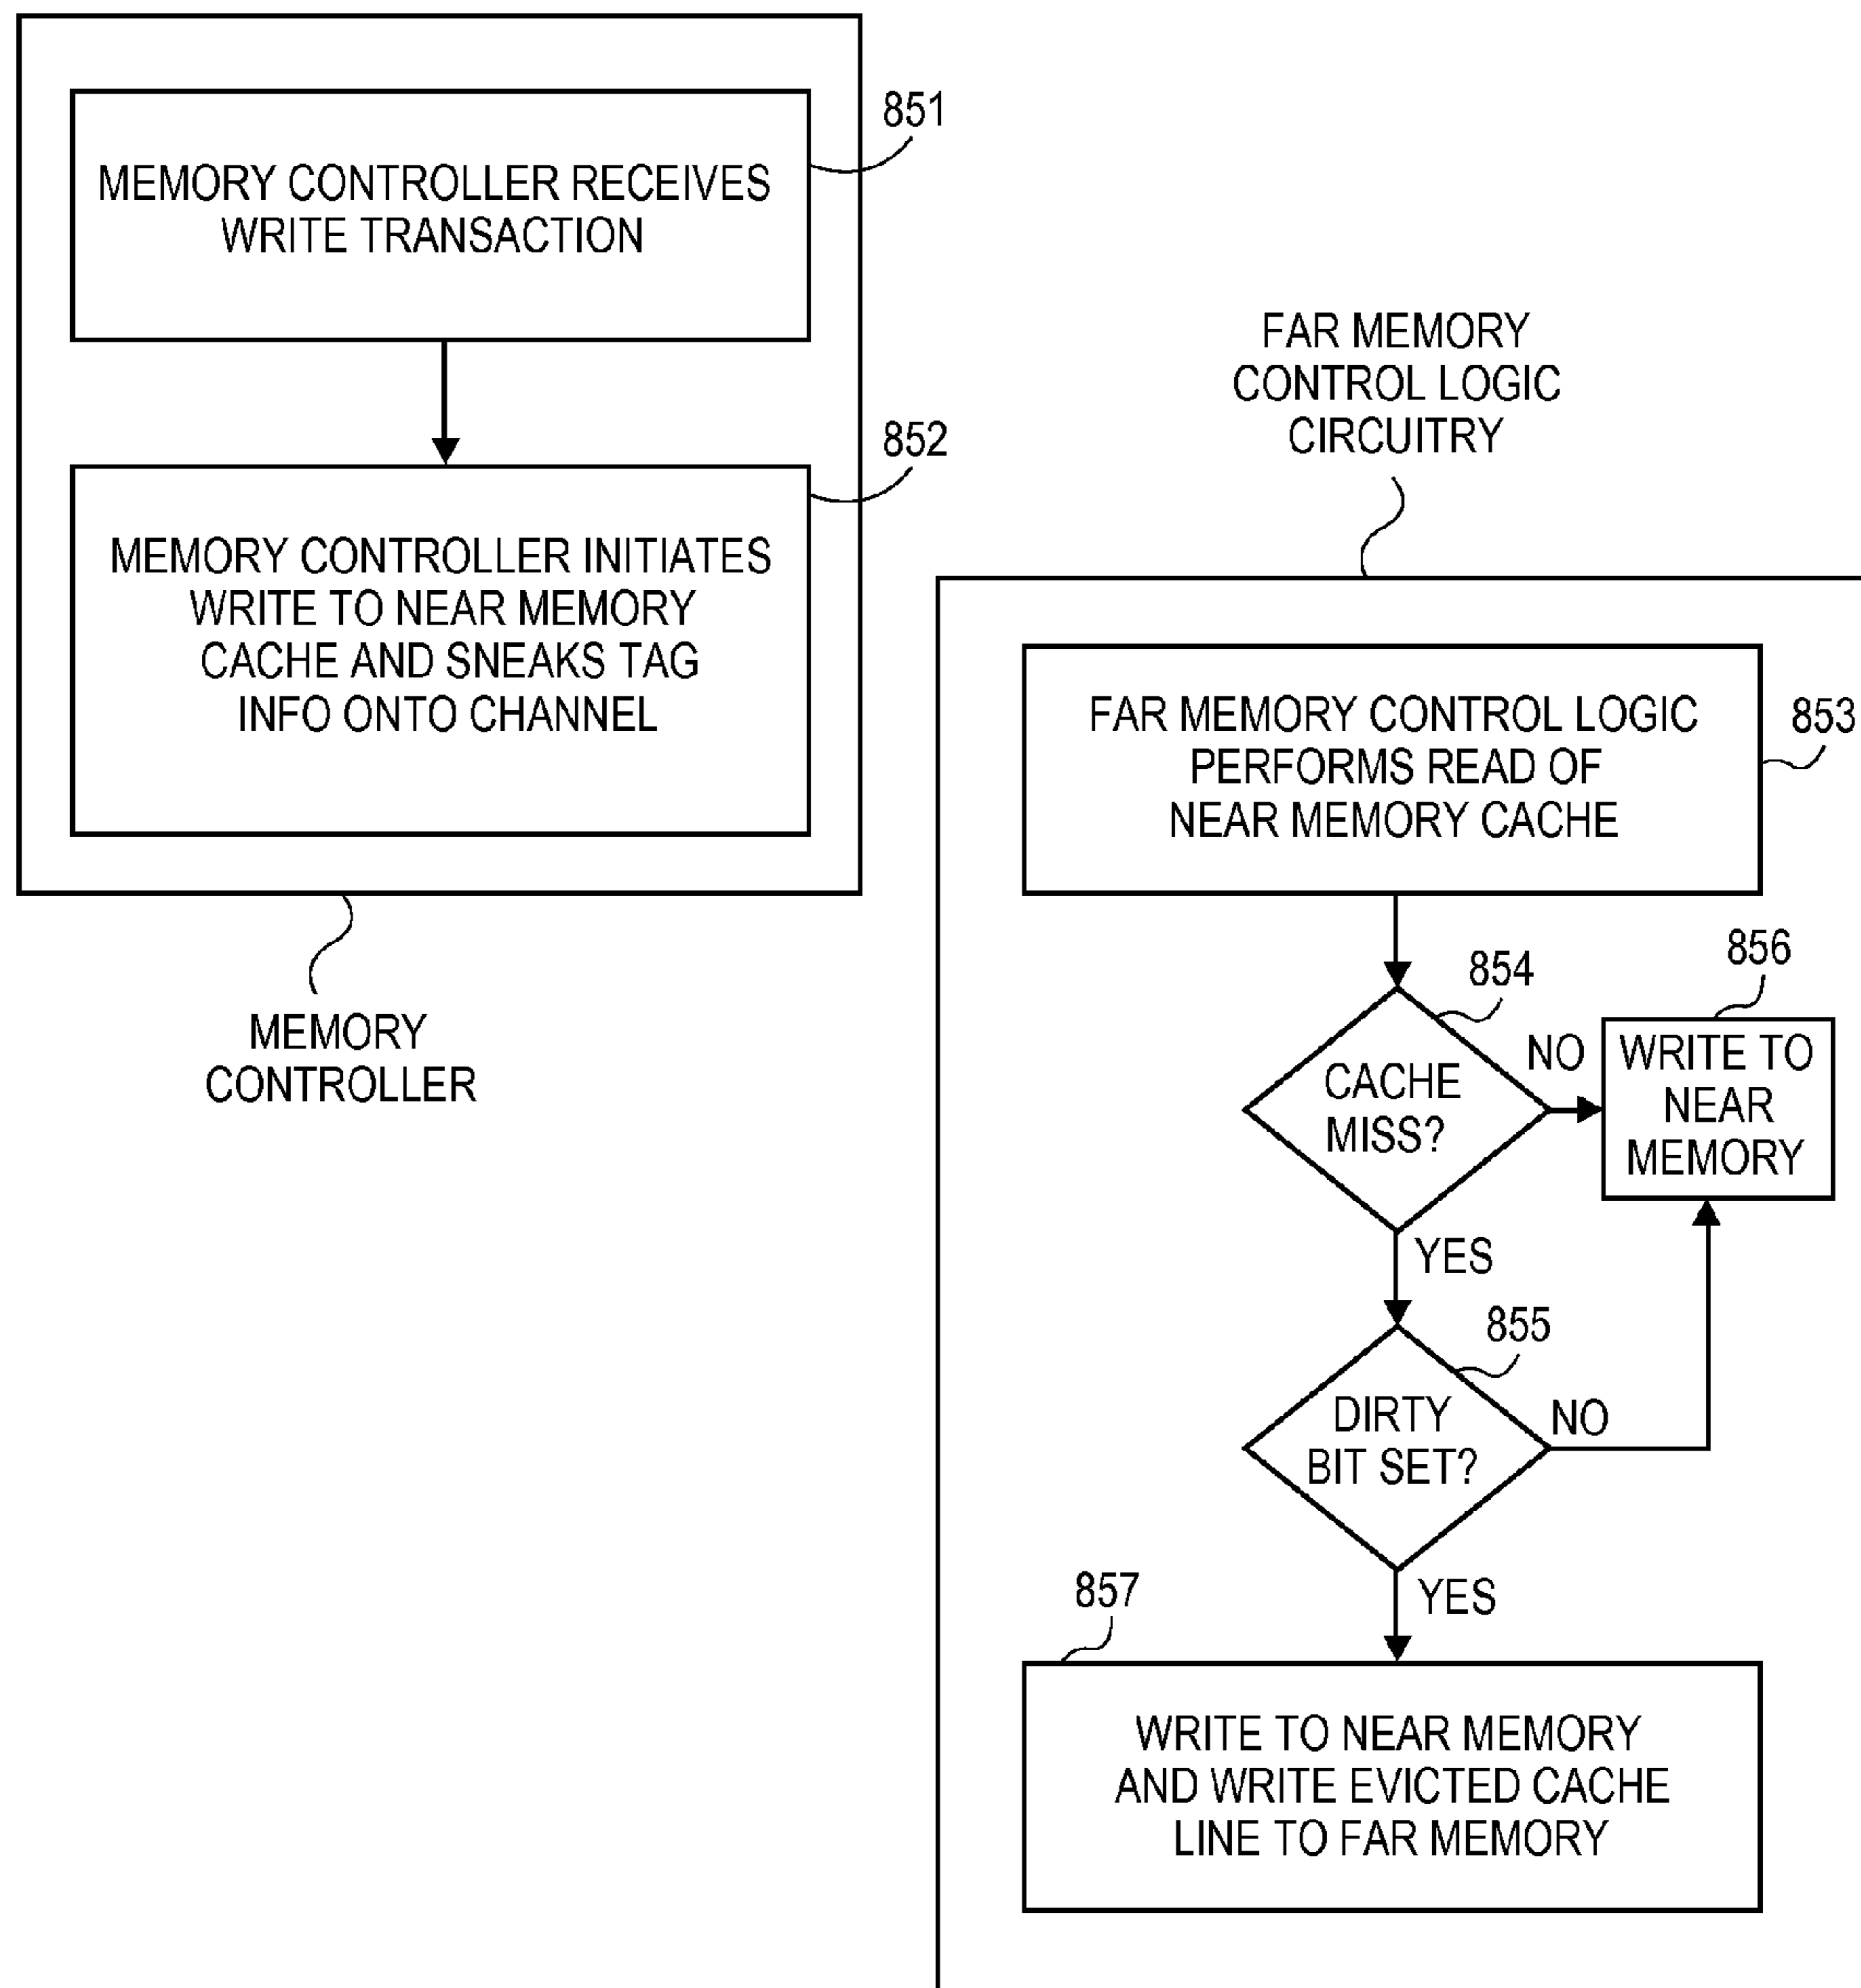 851
MEMORY CONTROLLER RECEIVES
WRITE TRANSACTION
852
MEMORY CONTROLLER INITIATES
WRITE TO NEAR MEMORY
CACHE AND SNEAKS TAG
INFO ONTO CHANNEL
MEMORY
CONTROLLER
FAR MEMORY
CONTROL LOGIC
CIRCUITRY
FAR MEMORY CONTROL LOGIC
PERFORMS READ OF
NEAR MEMORY CACHE
853
854
CACHE
MISS?
NO
856
WRITE TO
NEAR
MEMORY
YES
855
DIRTY
BIT SET?
NO
YES
857
WRITE TO NEAR MEMORY
AND WRITE EVICTED CACHE
LINE TO FAR MEMORY